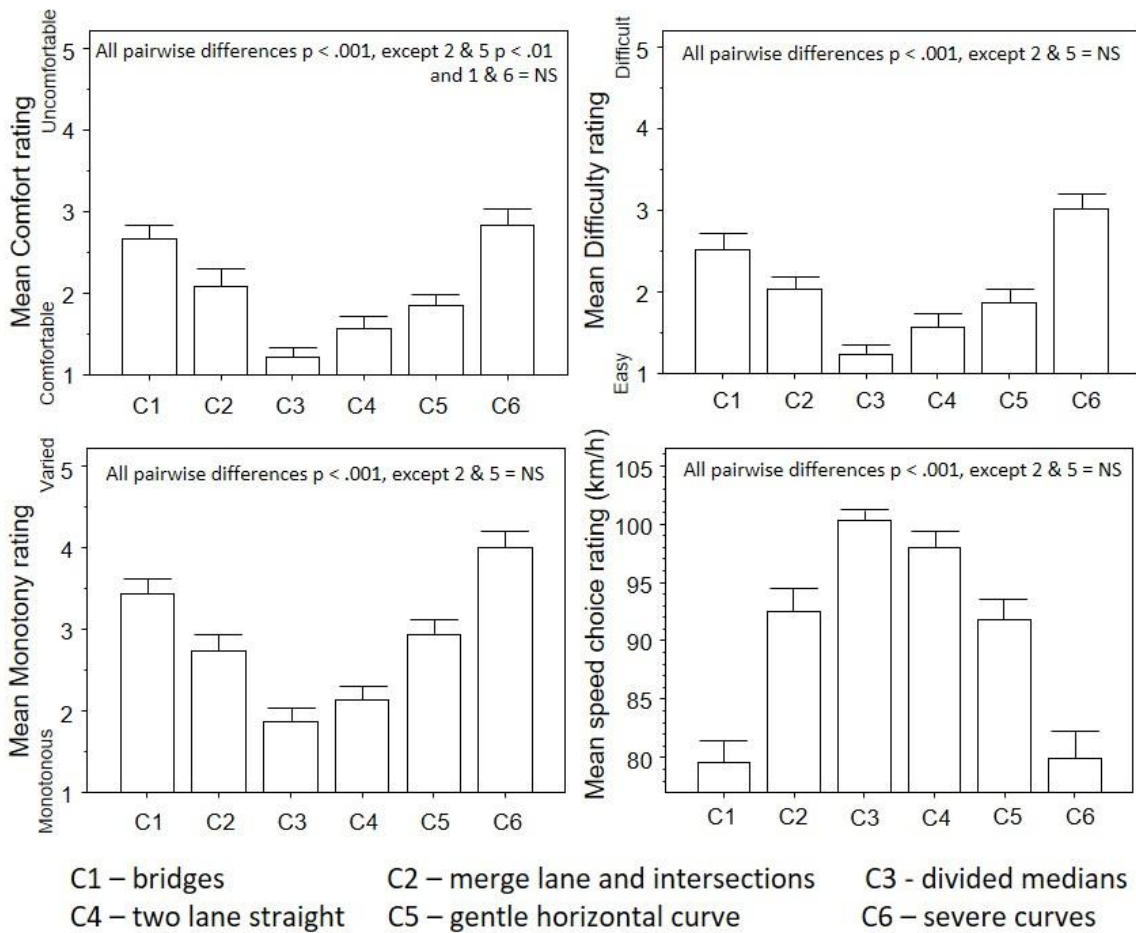 Mean Comfort rating
Uncomfortable
Comfortable
5
4
3
2
1
All pairwise differences p < .001, except 2 & 5 p < .01
and 1 & 6 = NS
C1 C2 C3 C4 C5 C6
Mean Difficulty rating
Difficult
Easy
5
4
3
2
1
All pairwise differences p < .001, except 2 & 5 = NS
C1 C2 C3 C4 C5 C6
Mean Monotony rating
Varied
Monotonous
5
4
3
2
1
All pairwise differences p < .001, except 2 & 5 = NS
C1 C2 C3 C4 C5 C6
Mean speed choice rating (km/h)
105
100
95
90
85
80
All pairwise differences p < .001, except 2 & 5 = NS
C1 C2 C3 C4 C5 C6
C1 – bridges C2 – merge lane and intersections C3 - divided medians
C4 – two lane straight C5 – gentle horizontal curve C6 – severe curves